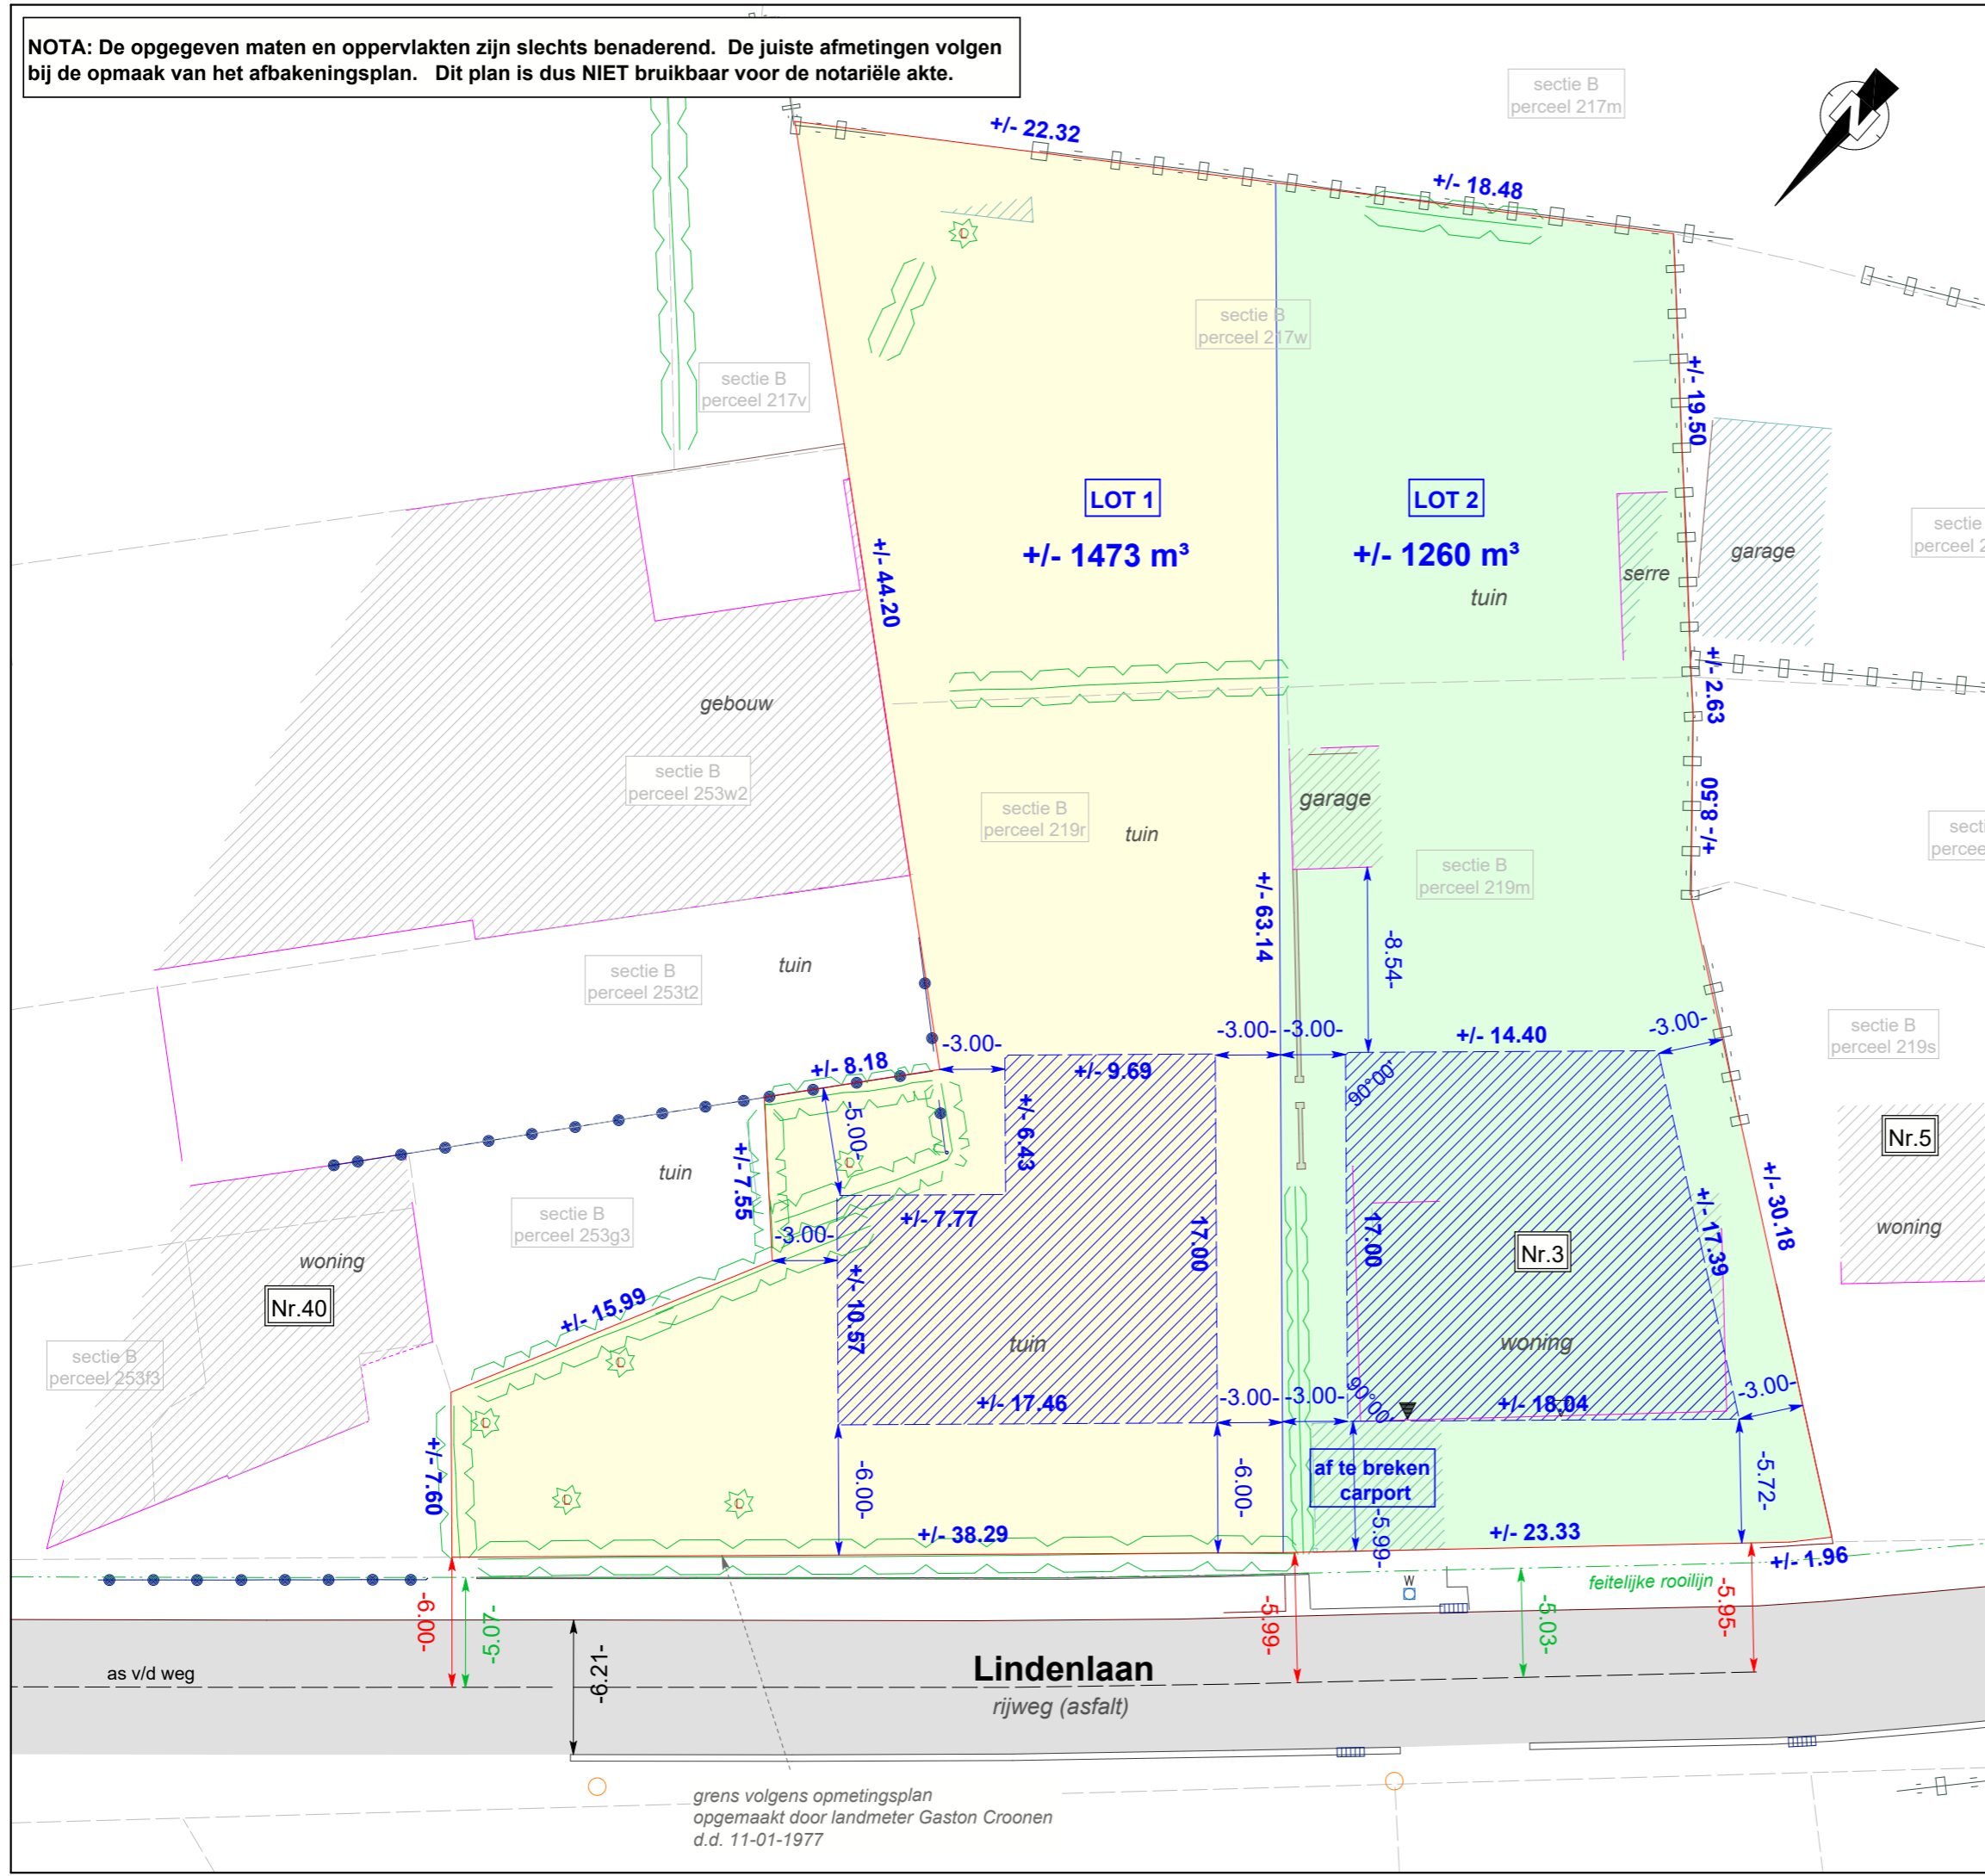 NOTA: De opgegeven maten en oppervlakten zijn slechts benaderend. De juiste afmetingen volgen
bij de opmaak van het afbakeningsplan. Dit plan is dus NIET bruikbaar voor de notariële akte.
sectie B
perceel 217m
+/- 22.32
+/- 18.48
sectie B
perceel 217w
sectie B
perceel 217v
+/- 19.50
LOT 1
+/- 1473 m³
LOT 2
+/- 1260 m³
tuin
serre
garage
sectie
+/- 44.20
gebouw
sectie B
perceel 253w2
+/- 2.63
+/- 8.50
garage
sectie B
perceel 219r
tuin
sectie B
perceel 219m
+/- 63.14
-8.54-
sectie B
perceel 253t2
tuin
sectie B
perceel 219s
-3.00-
-3.00-
-3.00-
+/- 14.40
-3.00-
+/- 8.18
+/- 9.69
90°00'
-5.00-
+/- 6.43
+/- 7.55
tuin
sectie B
perceel 253g3
Nr.5
woning
+/- 30.18
+/- 7.77
-3.00-
17.00
17.00
+/- 17.39
Nr.3
woning
Nr.40
+/- 15.99
+/- 10.57
tuin
woning
sectie B
perceel 253f3
+/- 17.46
-3.00-
-3.00-
90°00'
+/- 18.04
-3.00-
+/- 7.60
-6.00-
-6.00-
af te breken
carport
-5.99-
-5.72-
+/- 38.29
+/- 23.33
+/- 1.96
feitelijke rooilijn
W
-6.00-
-5.07-
-6.21-
-5.99-
-5.03-
-5.95-
as v/d weg
Lindenlaan
rijweg (asfalt)
grens volgens opmetingsplan
opgemaakt door landmeter Gaston Croonen
d.d. 11-01-1977